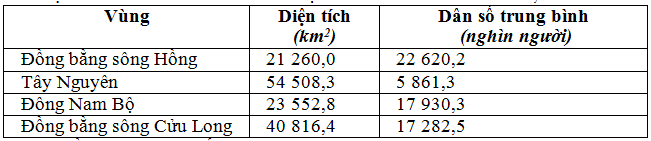 Vùng Diện tích Dân số trung bình
(km2) (nghìn người)
Đồng bằng sông Hồng 21 260,0 22 620,2
Tây Nguyên 54 508,3 5 861,3
Đông Nam Bộ 23 552,8 17 930,3
Đồng bằng sông Cửu Long 40 816,4 17 282,5